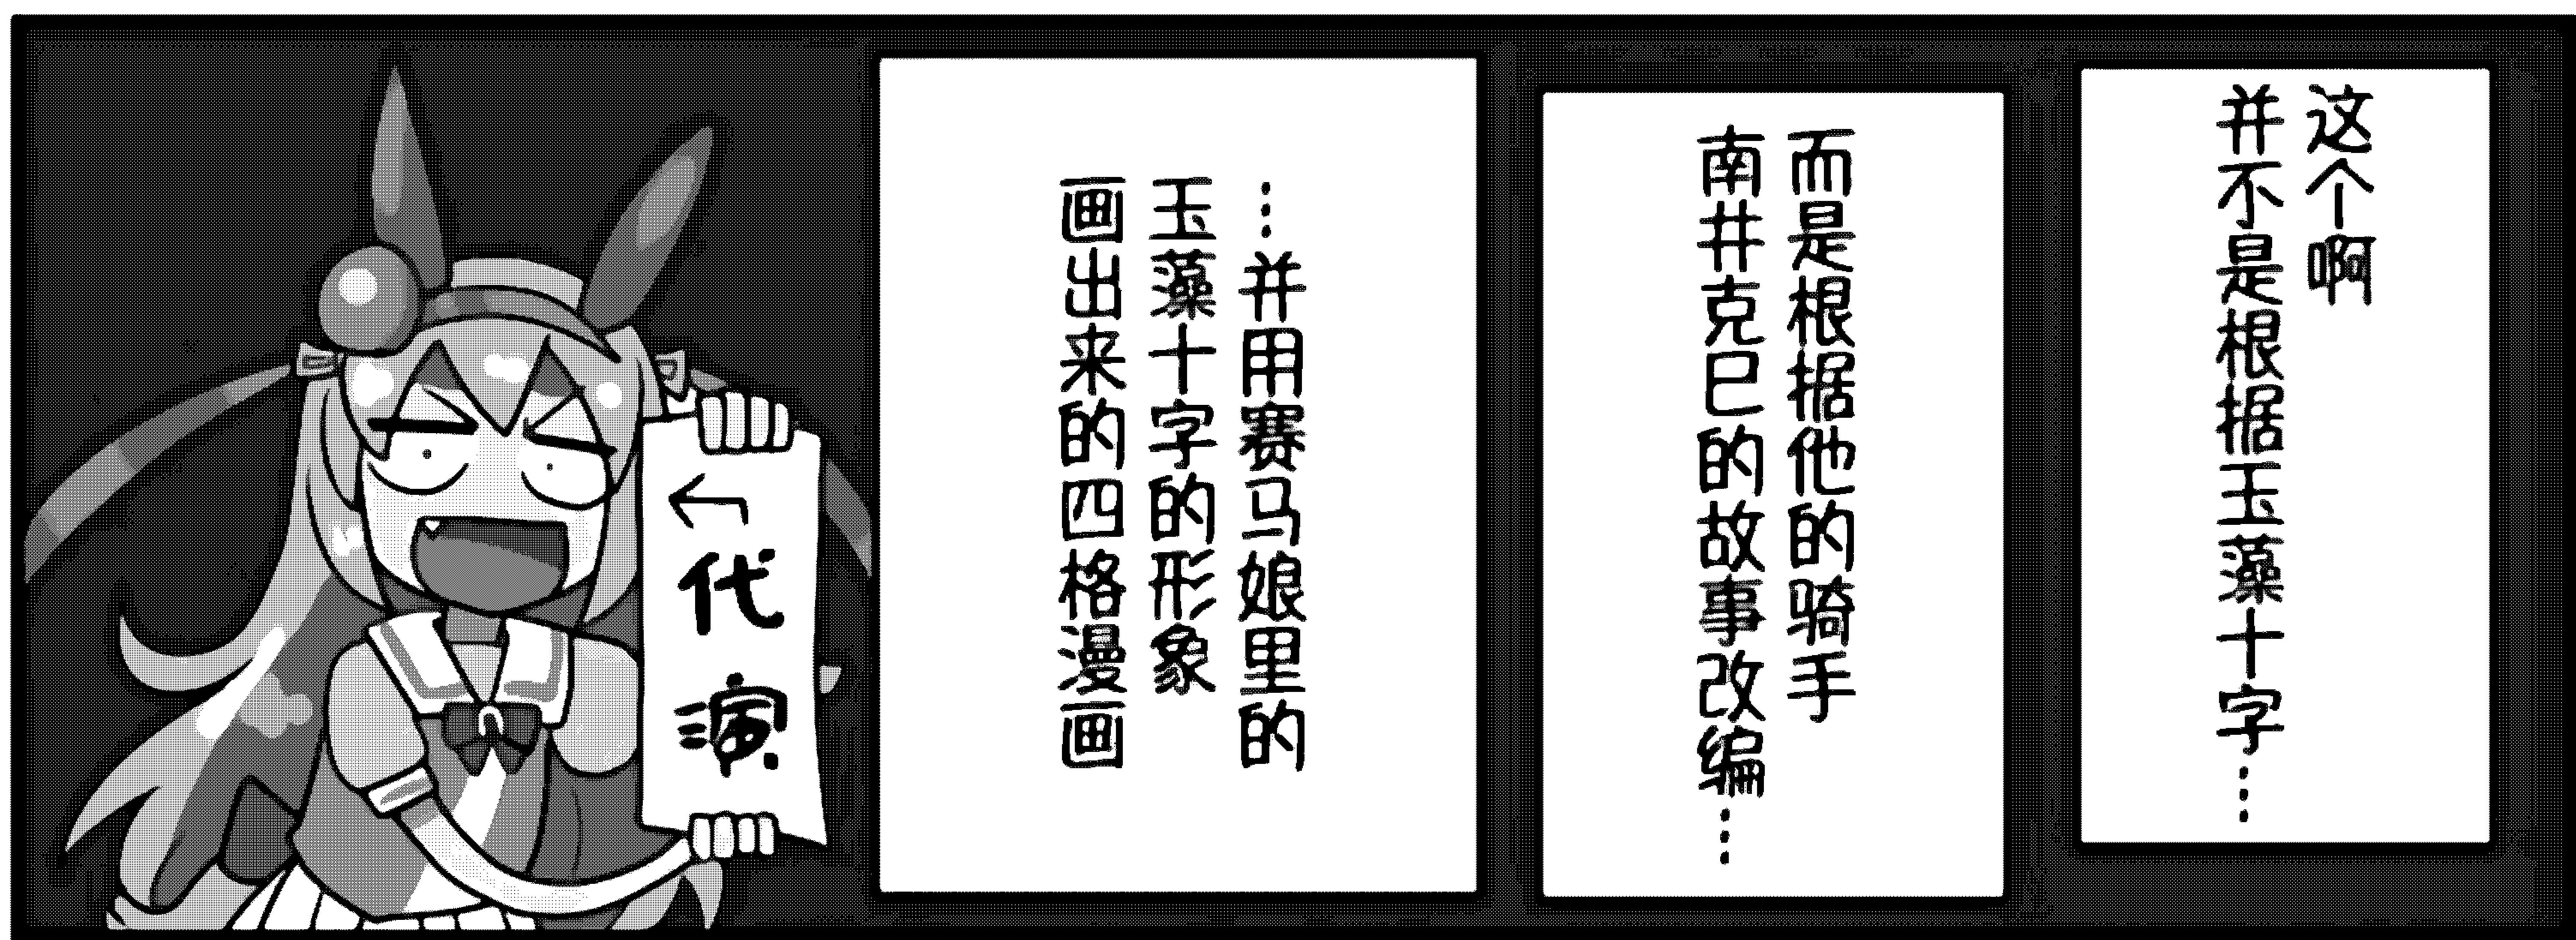 这个啊
并不是根据玉藻十字…
而是根据他的骑手
南井克巳的故事改编…
…并用赛马娘里的
玉藻十字的形象
画出来的四格漫画
←代演